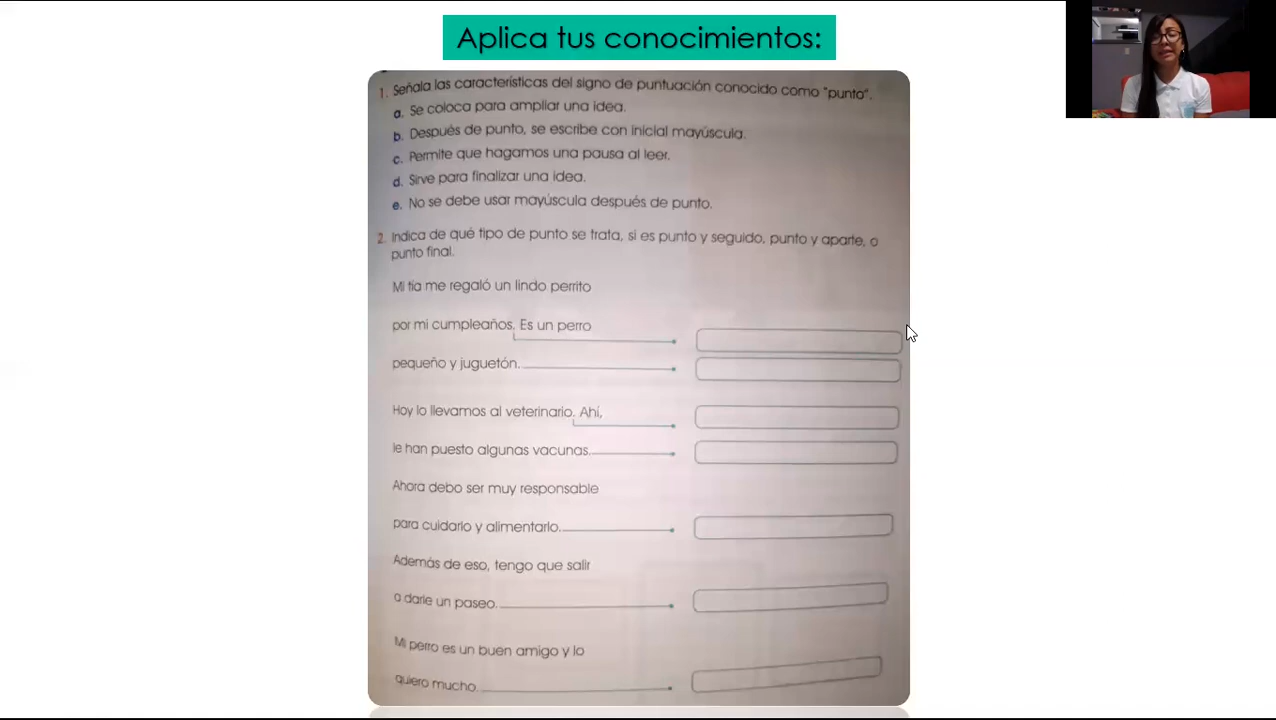 Aplica tus conocimientos:
1. Señala las características del signo de puntuación conocido como "punto".
a. Se coloca para ampliar una idea.
b. Después de punto, se escribe con inicial mayúscula.
c. Permite que hagamos una pausa al leer.
d. Sirve para finalizar una idea.
e. No se debe usar mayúscula después de punto.
2. Indica de qué tipo de punto se trata, si es punto y seguido, punto y aparte, o
punto final.
Mi tía me regaló un lindo perrito
por mi cumpleaños. Es un perro
pequeño y juguetón.
Hoy lo llevamos al veterinario. Ahí,
le han puesto algunas vacunas.
Ahora debo ser muy responsable
para cuidarlo y alimentarlo.
Además de eso, tengo que salir
a darle un paseo.
Mi perro es un buen amigo y lo
quiero mucho.